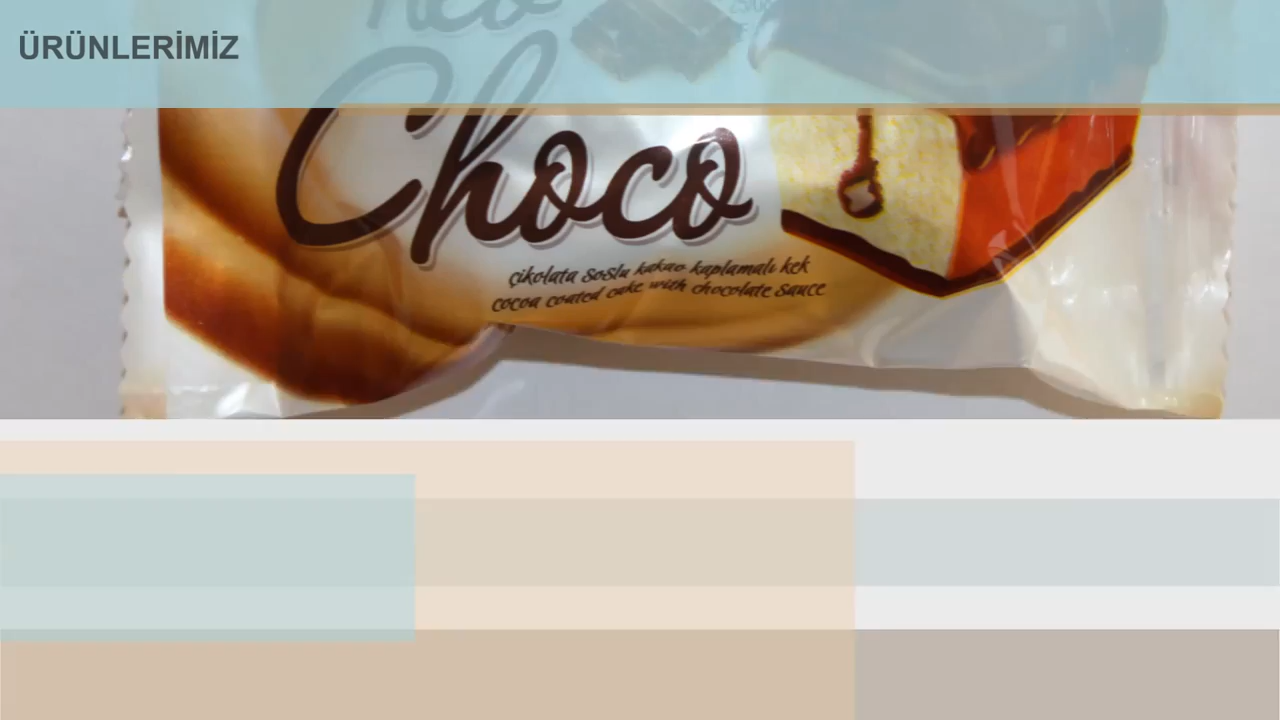 ÜRÜNLERİMİZ
Choco
çikolata soslu kakao kaplamalı kek
cocoa coated cake with chocolate sauce